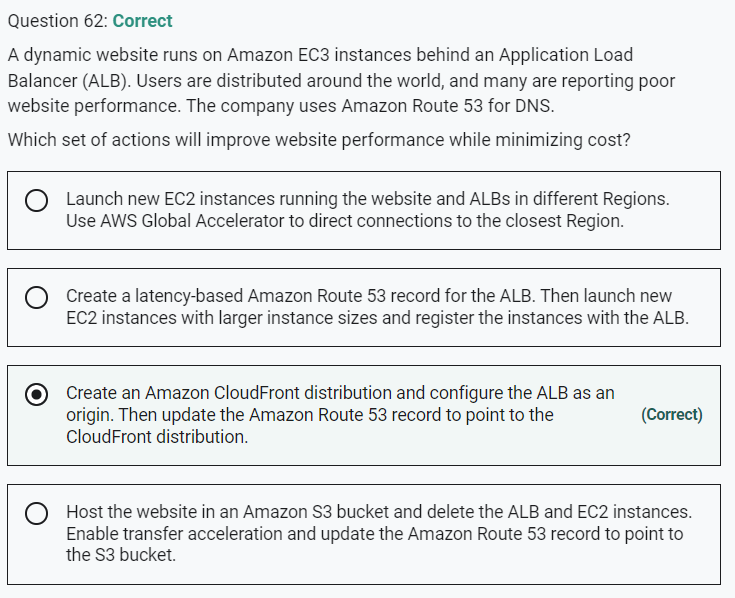 Question 62: Correct
A dynamic website runs on Amazon EC3 instances behind an Application Load
Balancer (ALB). Users are distributed around the world, and many are reporting poor
website performance. The company uses Amazon Route 53 for DNS.
Which set of actions will improve website performance while minimizing cost?
Launch new EC2 instances running the website and ALBs in different Regions.
Use AWS Global Accelerator to direct connections to the closest Region.
Create a latency-based Amazon Route 53 record for the ALB. Then launch new
EC2 instances with larger instance sizes and register the instances with the ALB.
Create an Amazon CloudFront distribution and configure the ALB as an
origin. Then update the Amazon Route 53 record to point to the
CloudFront distribution.
(Correct)
Host the website in an Amazon S3 bucket and delete the ALB and EC2 instances.
Enable transfer acceleration and update the Amazon Route 53 record to point to
the S3 bucket.